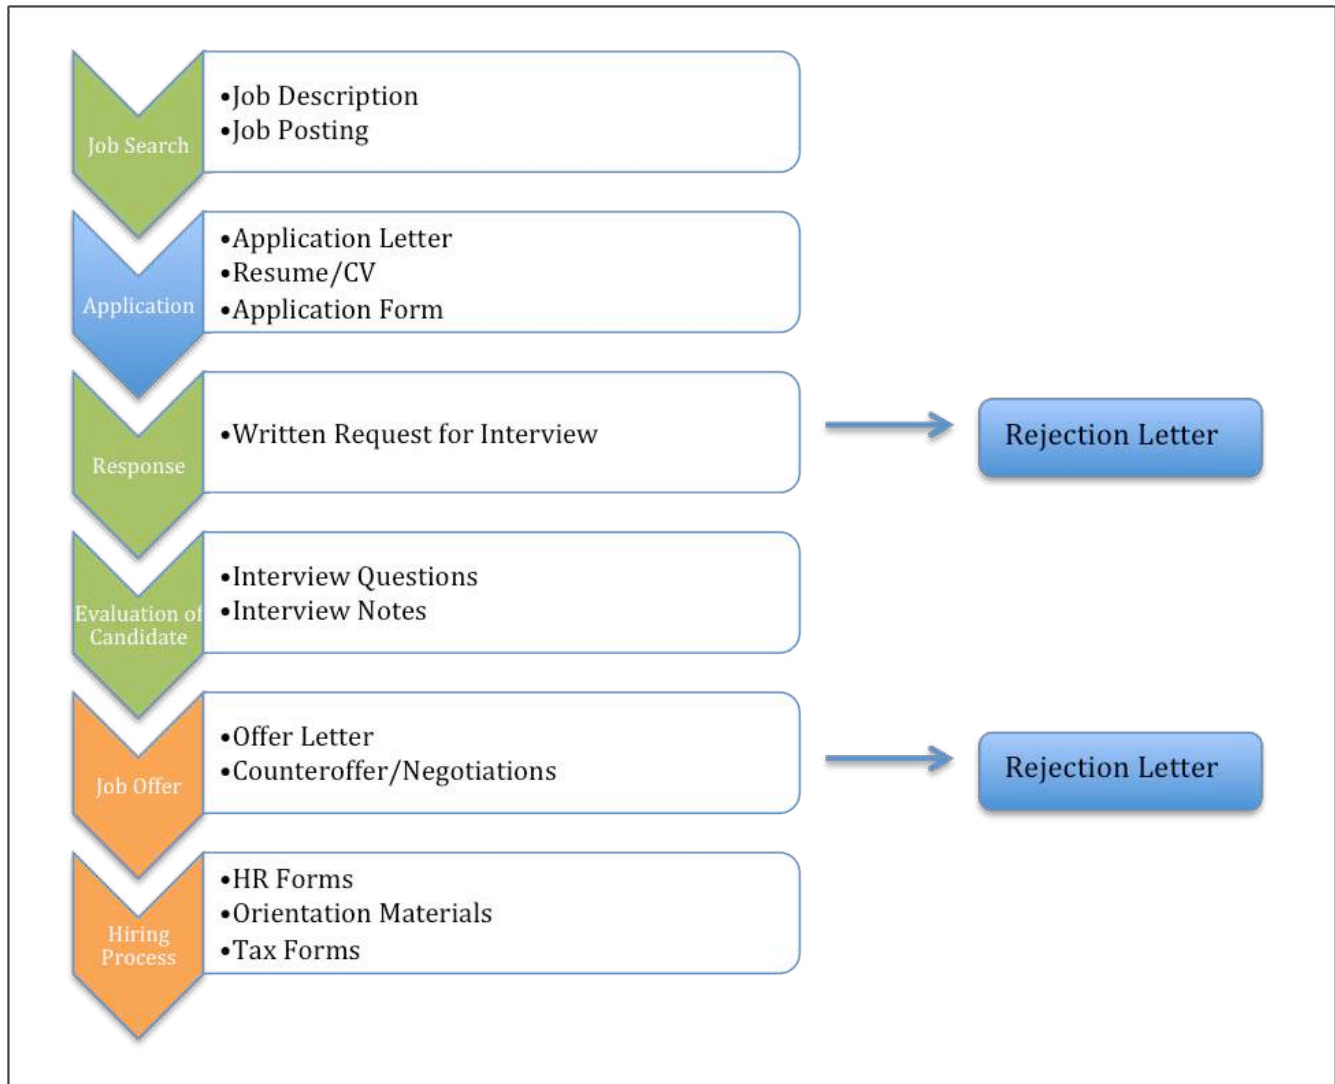 Job Search
•Job Description
•Job Posting
Application
•Application Letter
•Resume/CV
•Application Form
Response
•Written Request for Interview
Rejection Letter
Evaluation of
Candidate
•Interview Questions
•Interview Notes
Job Offer
•Offer Letter
•Counteroffer/Negotiations
Rejection Letter
Hiring
Process
•HR Forms
•Orientation Materials
•Tax Forms